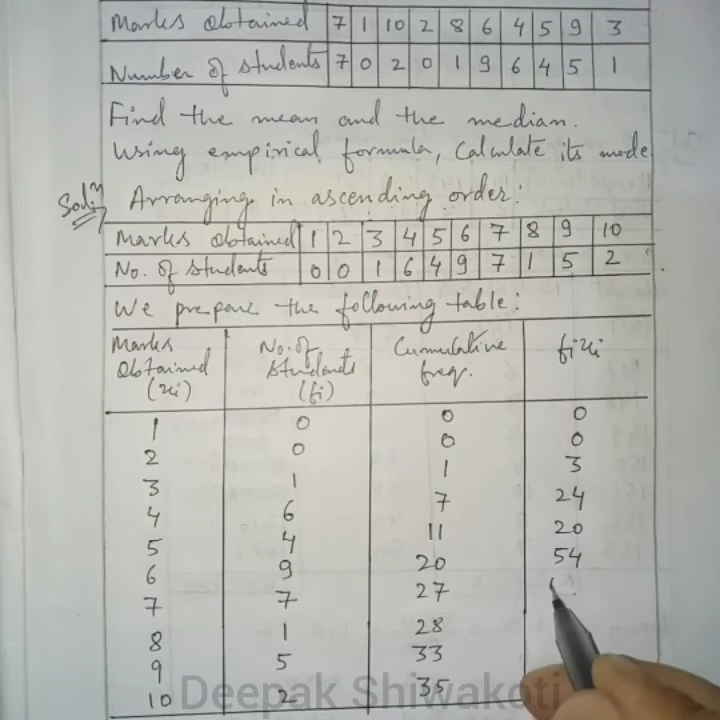 Marks Obtained 7 1 10 2 8 6 4 5 9 3
Number of students 7 0 2 0 1 9 6 4 5 1
Find the mean and the median.
Using empirical formula, Calculate its mode
Solⁿ Arranging in ascending order:
Marks obtained 1 2 3 4 5 6 7 8 9 10
No. of students 0 0 1 6 4 9 7 1 5 2
We prepare the following table:
Marks Obtained (xi) No. of Students (fi) Cumulative freq. fixi
1 0 0 0
2 0 0 0
3 1 1 3
4 6 7 24
5 4 11 20
6 9 20 54
7 7 27
8 1 28
9 5 33
10 2 35
Deepak Shiwakoti